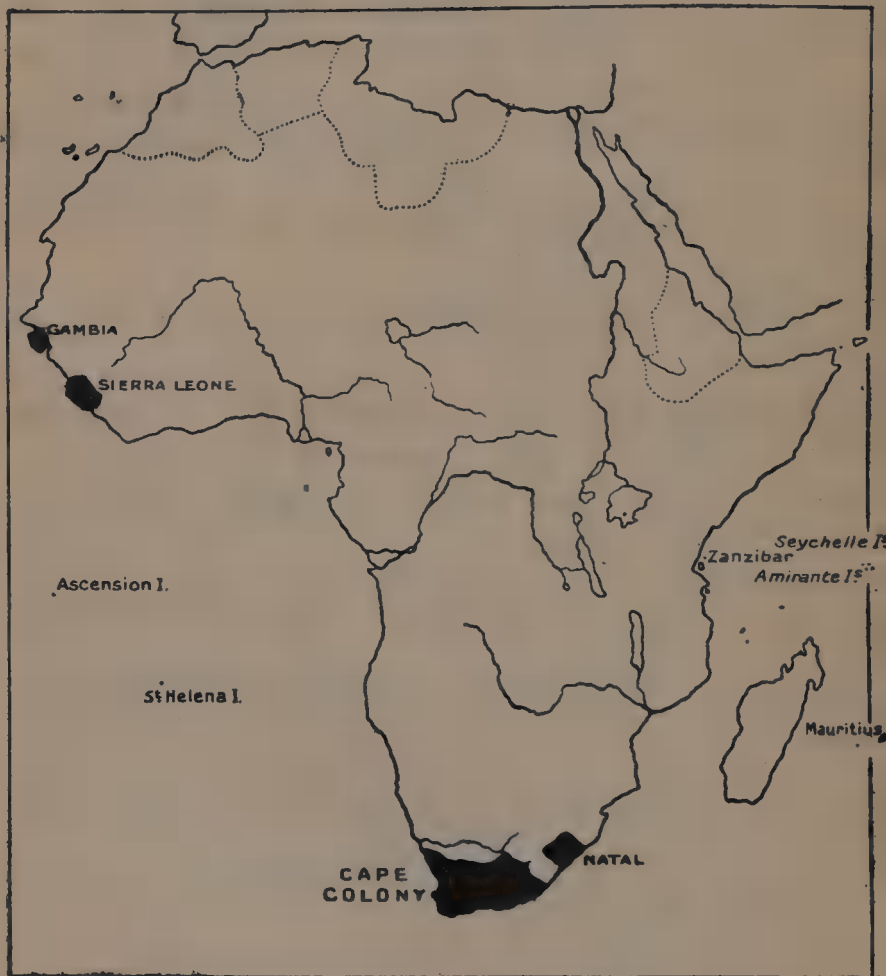 GAMBIA
SIERRA LEONE
Seychelle Iˢ
Zanzibar
Amirante Iˢ
Ascension I.
Sᵗ Helena I.
Mauritius
CAPE
COLONY
NATAL